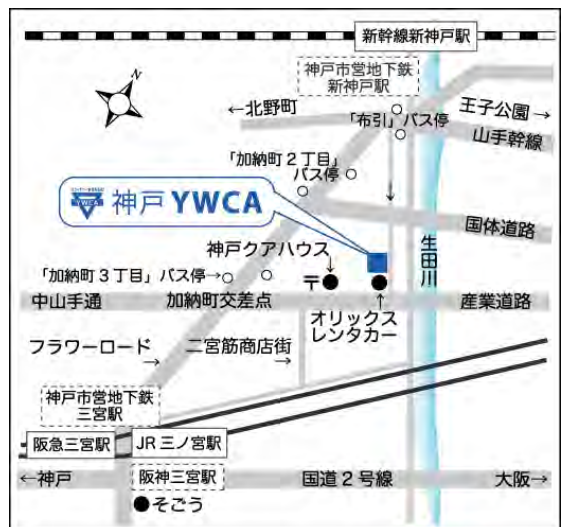 新幹線新神戸駅
N
神戸市営地下鉄
新神戸駅
←北野町
王子公園→
「布引」バス停
山手幹線
「加納町2丁目」
バス停
YWCA
神戸 YWCA
国体道路
神戸クアハウス
生田川
「加納町3丁目」バス停→
〒
中山手通
加納町交差点
産業道路
オリックス
レンタカー
フラワーロード
二宮筋商店街
神戸市営地下鉄
三宮駅
阪急三宮駅
JR 三ノ宮駅
←神戸
阪神三宮駅
国道2号線
大阪→
そごう